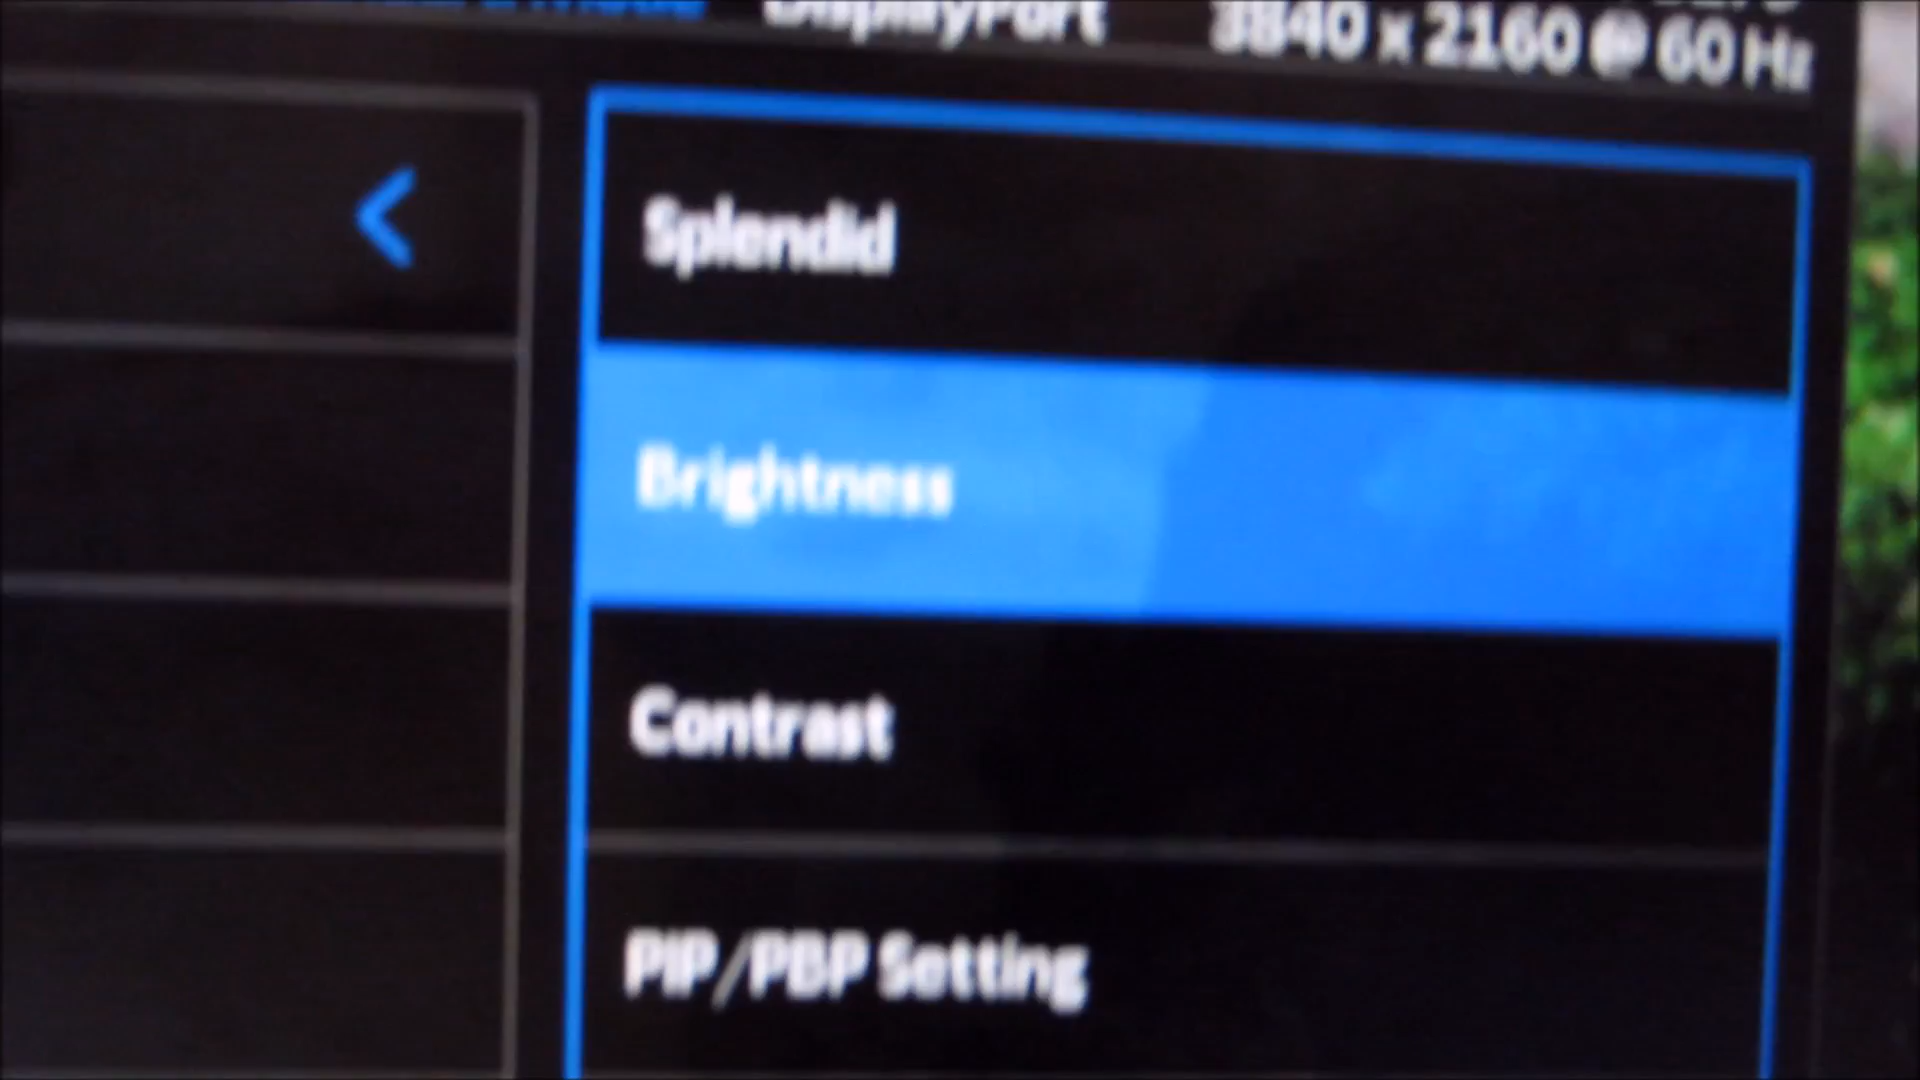 DisplayPort 3840 x 2160 @ 60 Hz
Splendid
Brightness
Contrast
PIP/PBP Setting